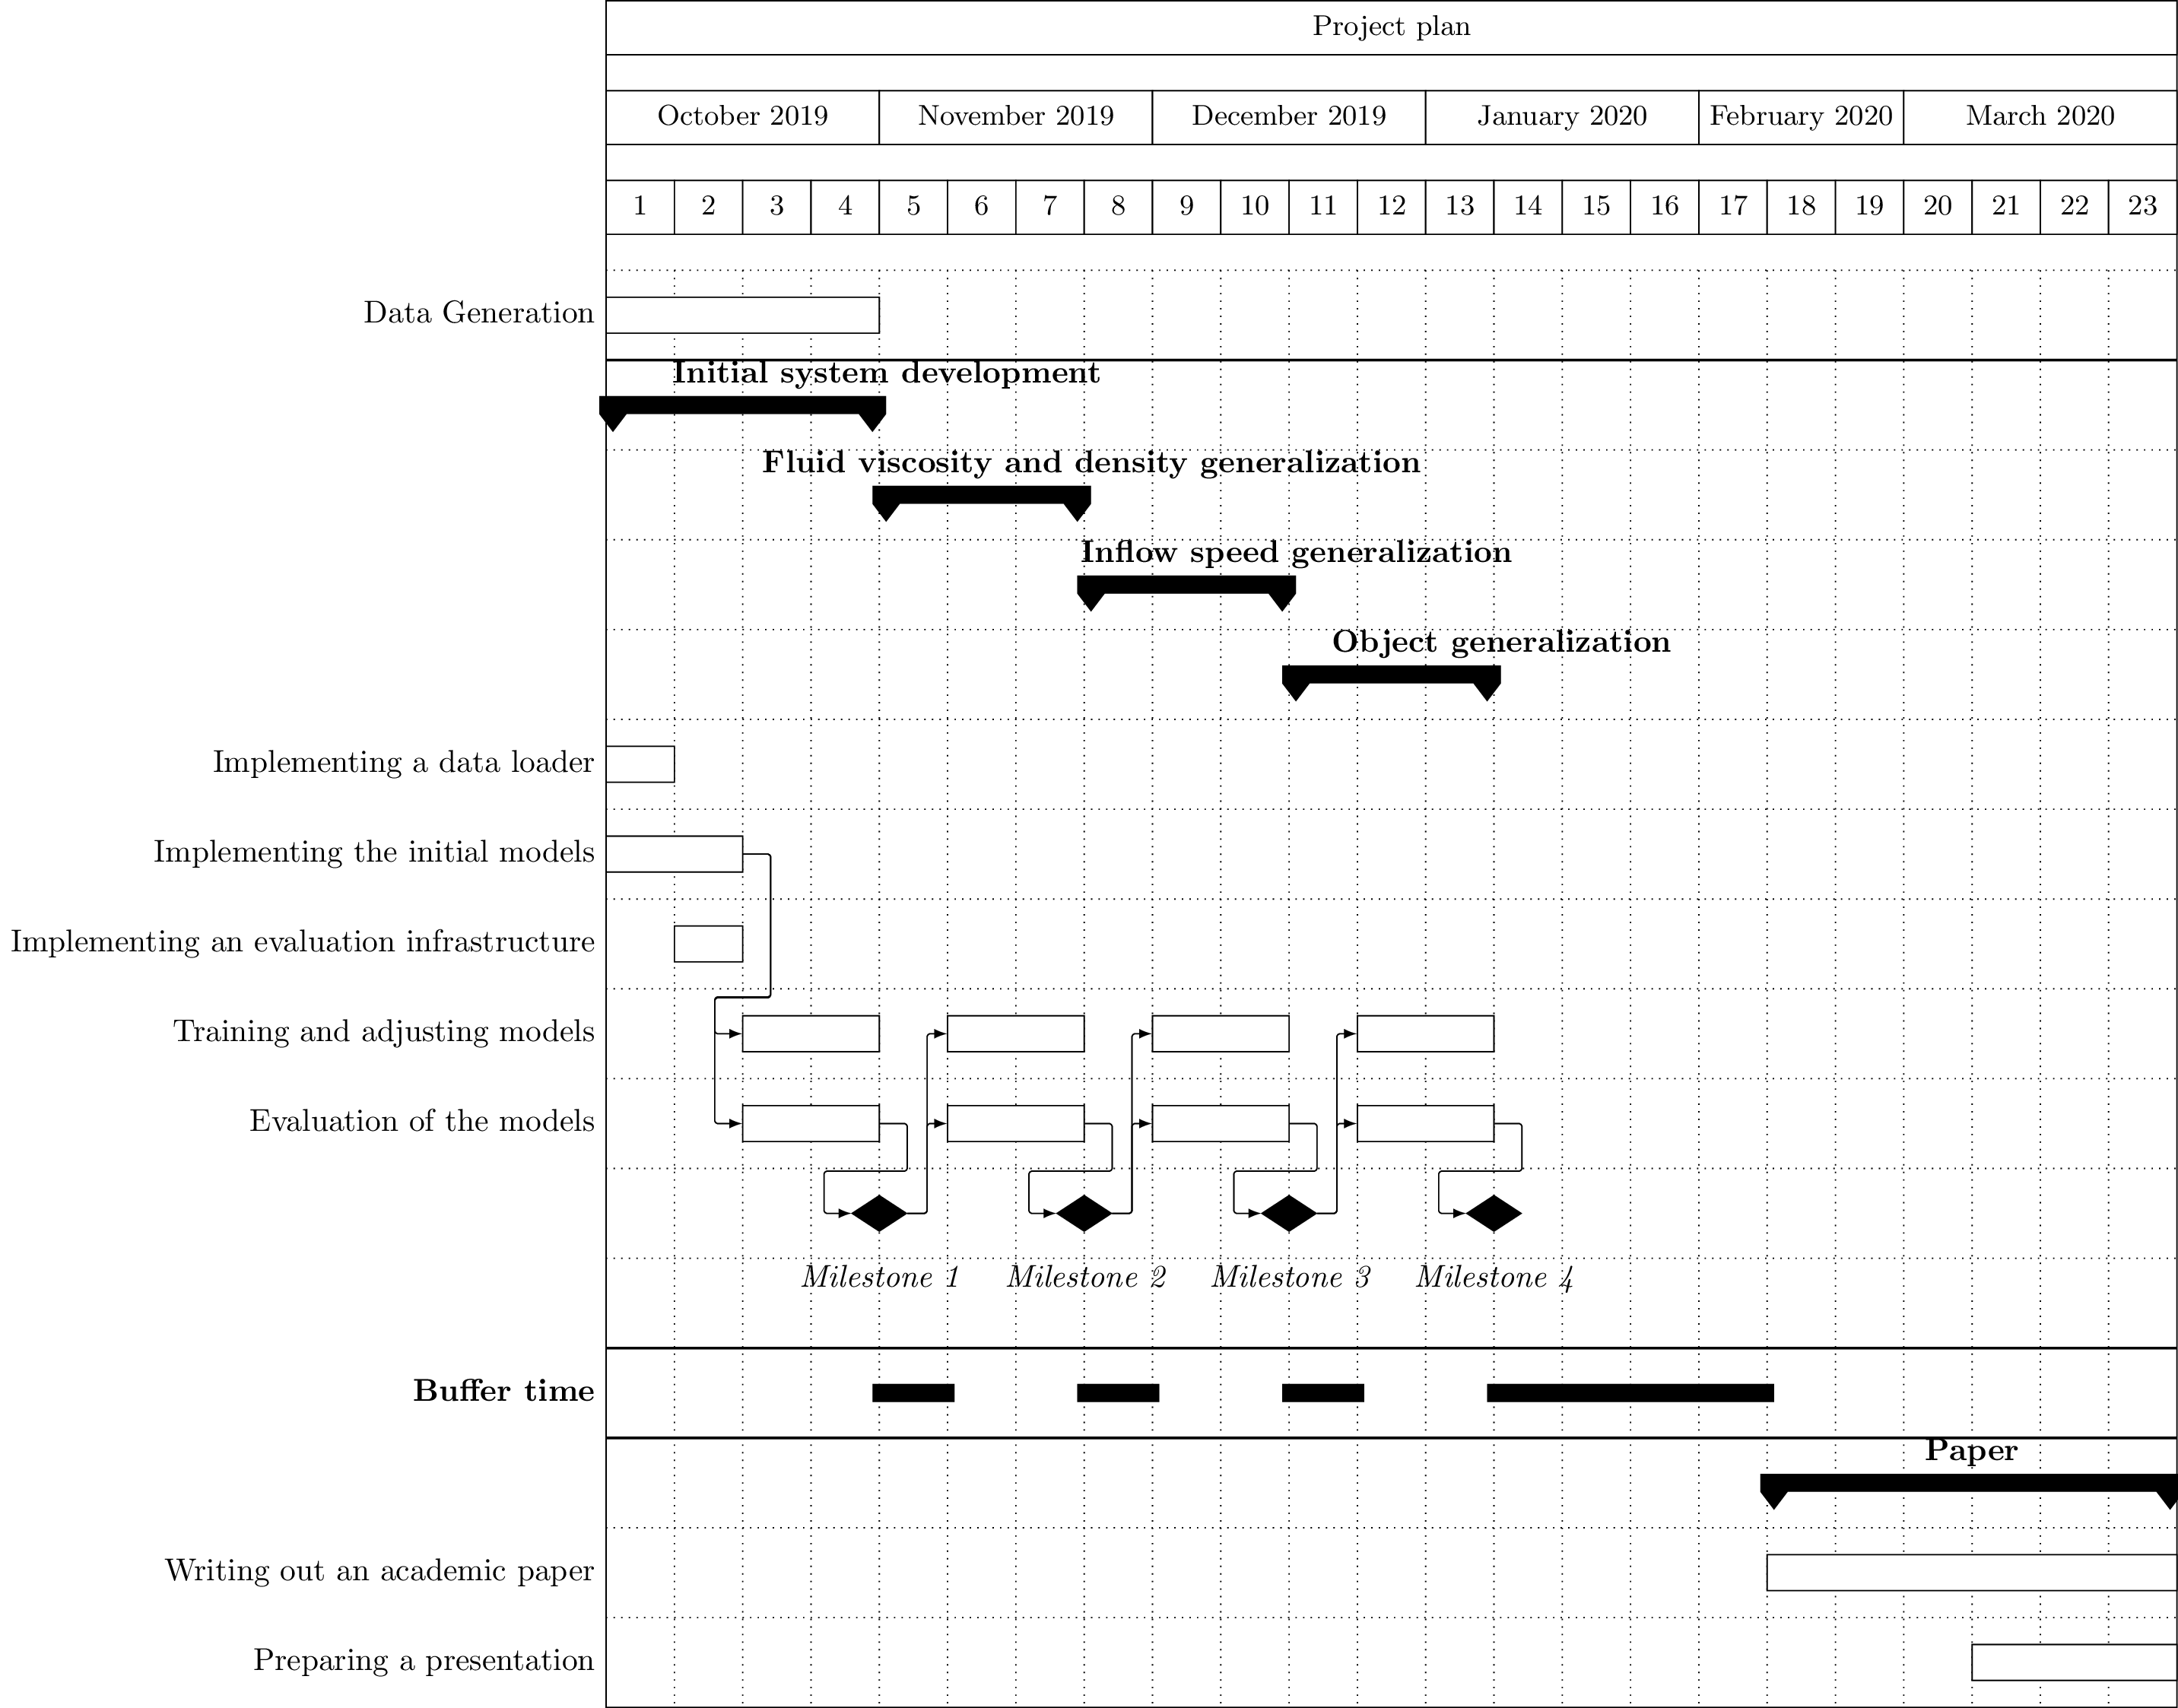 Project plan
October 2019 November 2019 December 2019 January 2020 February 2020 March 2020
1 2 3 4 5 6 7 8 9 10 11 12 13 14 15 16 17 18 19 20 21 22 23
Data Generation
Initial system development
Fluid viscosity and density generalization
Inflow speed generalization
Object generalization
Implementing a data loader
Implementing the initial models
Implementing an evaluation infrastructure
Training and adjusting models
Evaluation of the models
Milestone 1 Milestone 2 Milestone 3 Milestone 4
Buffer time
Paper
Writing out an academic paper
Preparing a presentation